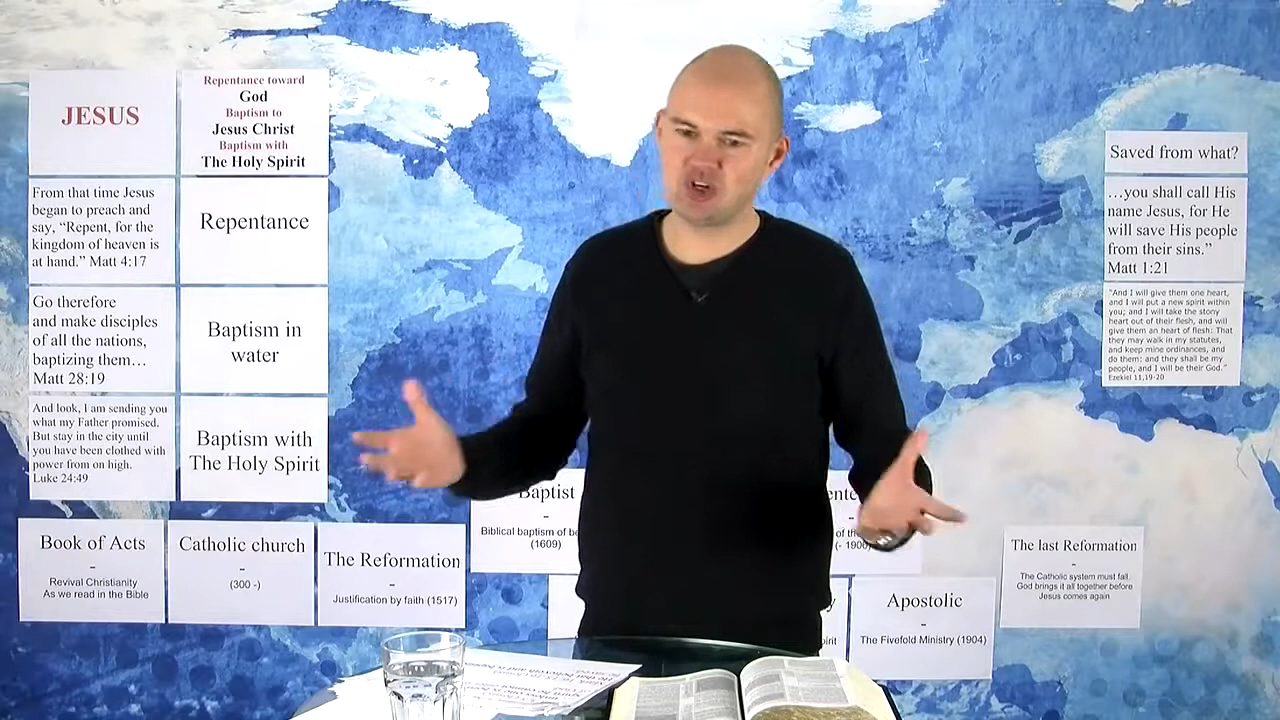 JESUS
Repentance toward
God
Baptism to
Jesus Christ
Baptism with
The Holy Spirit
From that time Jesus
began to preach and
say, “Repent, for the
kingdom of heaven is
at hand.” Matt 4:17
Repentance
Go therefore
and make disciples
of all the nations,
baptizing them…
Matt 28:19
Baptism in
water
And look, I am sending you
what my Father promised.
But stay in the city until
you have been clothed with
power from on high.
Luke 24:49
Baptism with
The Holy Spirit
Saved from what?
…you shall call His
name Jesus, for He
will save His people
from their sins.”
Matt 1:21
"And I will give them one heart,
and I will put a new spirit within
you; and I will take the stony
heart out of their flesh, and will
give them an heart of flesh: That
they may walk in my statutes,
and keep mine ordinances, and
do them: and they shall be my
people, and I will be their God."
Ezekiel 11,19-20
Book of Acts
-
Revival Christianity
As we read in the Bible
Catholic church
-
(300 -)
The Reformation
-
Justification by faith (1517)
Baptist
-
Biblical baptism of be
(1609)
-
of th
(- 1900)
Apostolic
-
The Fivefold Ministry (1904)
The last Reformation
-
The Catholic system must fall.
God brings it all together before
Jesus comes again